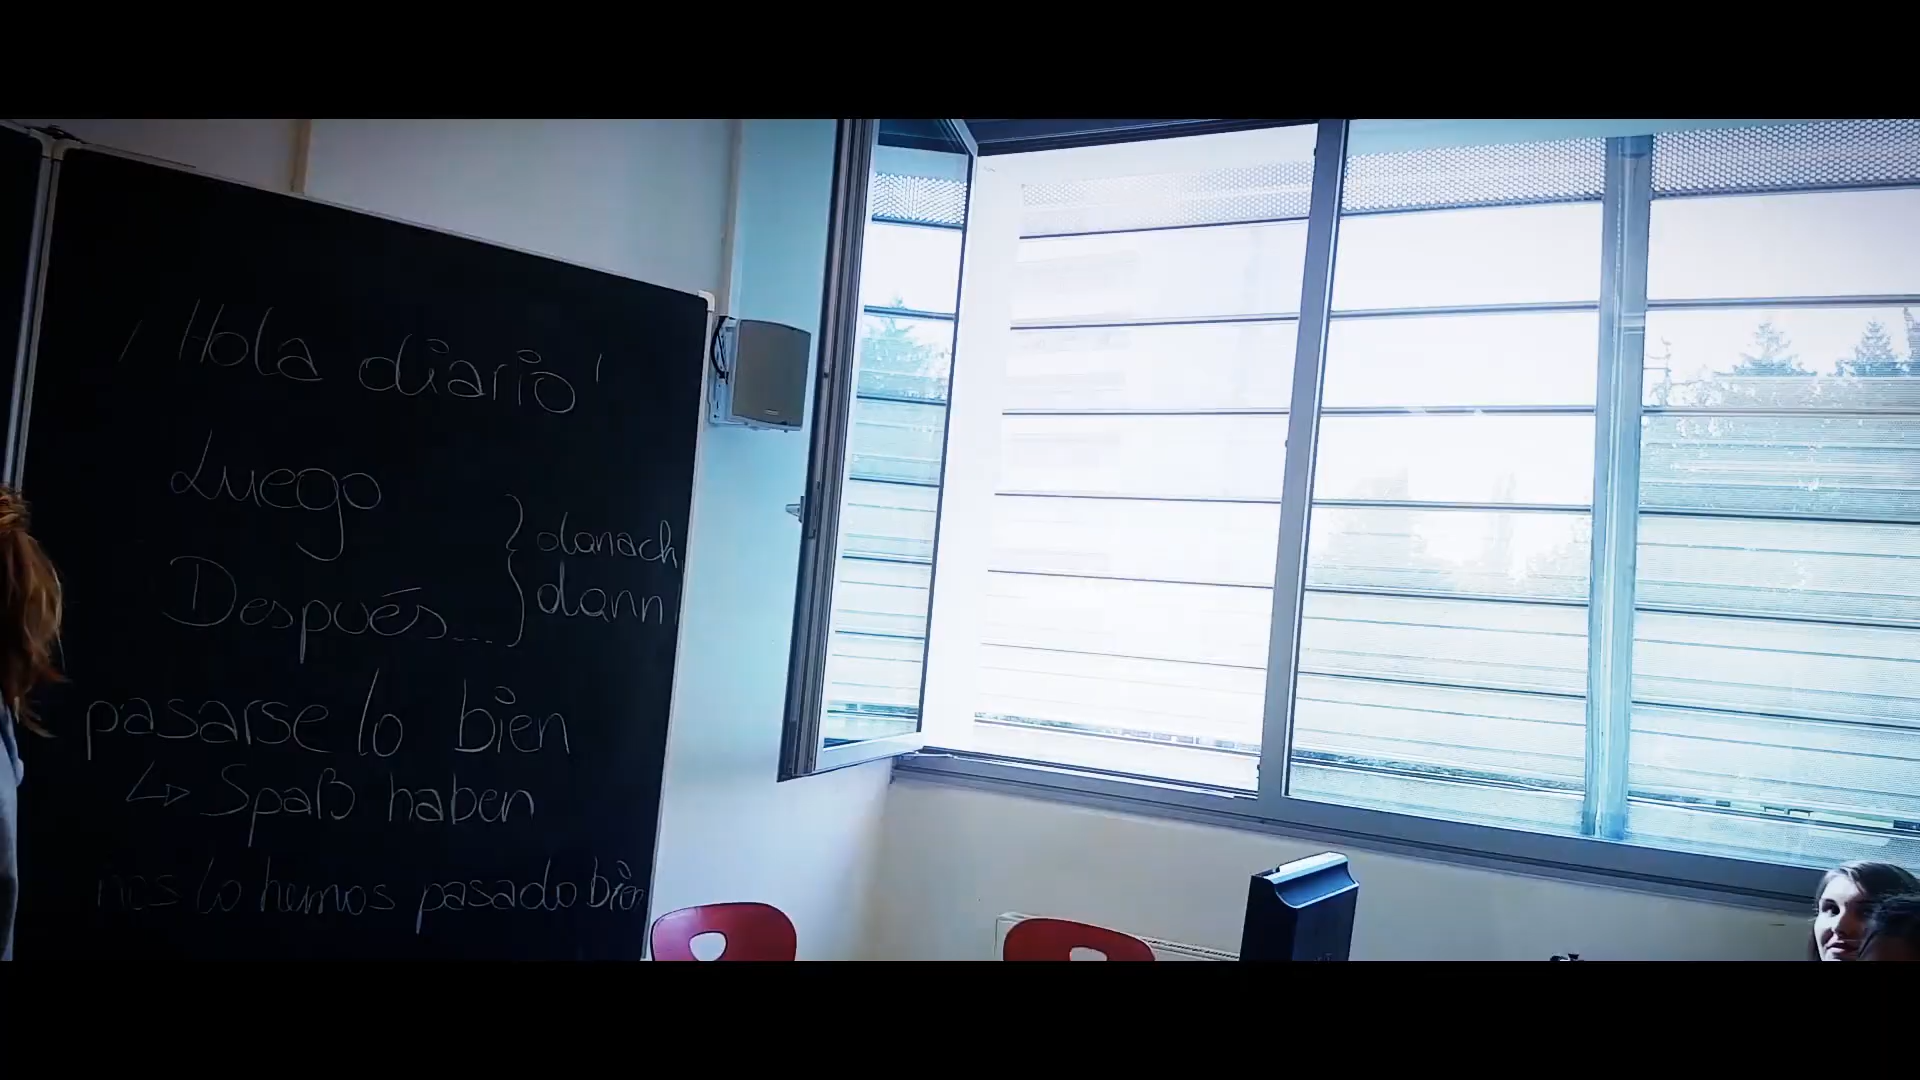 ' Hola diario '
Luego
Después...
danach
dann
pasarse lo bien
↳ Spaß haben
nos lo hemos pasado bien